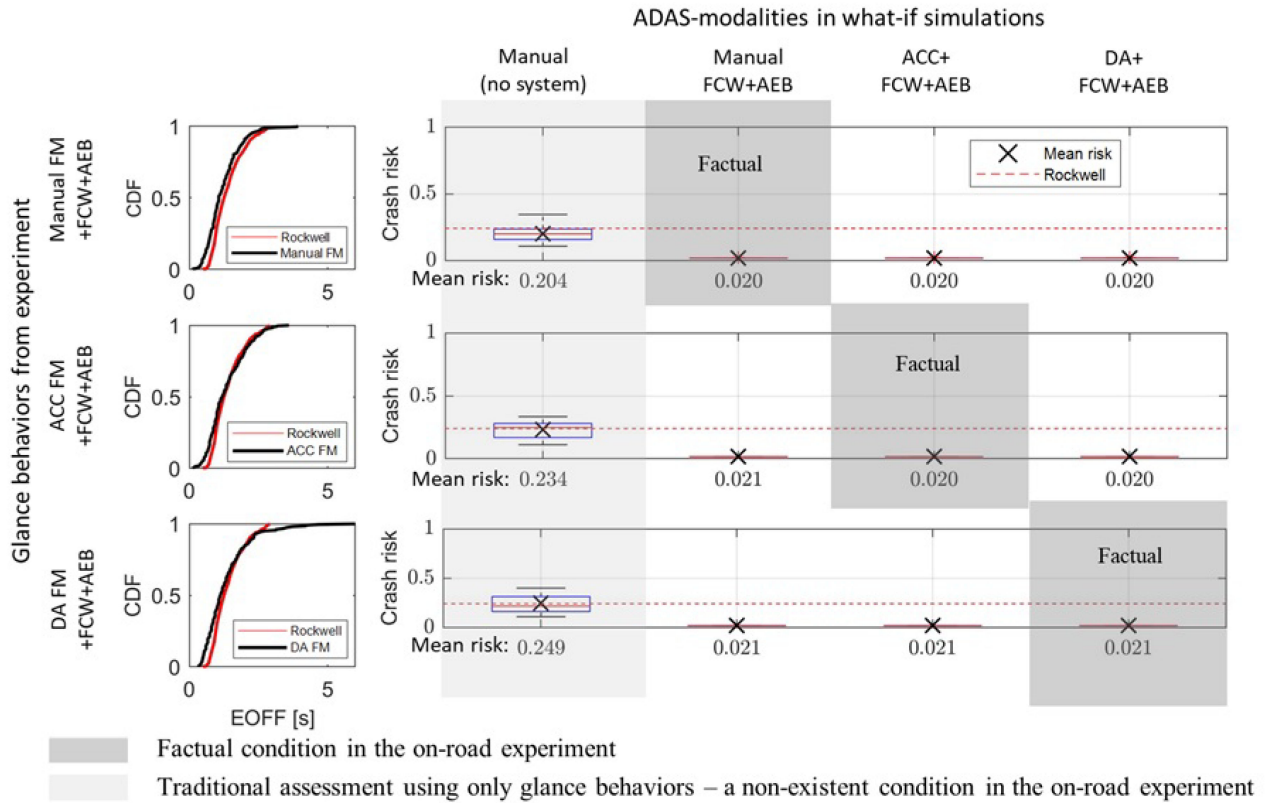 ADAS-modalities in what-if simulations
Manual
(no system)
Manual
FCW+AEB
ACC+
FCW+AEB
DA+
FCW+AEB
Glance behaviors from experiment
Manual FM
+FCW+AEB
CDF
1
0.5
0
0
5
Rockwell
Manual FM
Crash risk
1
0.5
0
Factual
Mean risk
Rockwell
Mean risk: 0.204
0.020
0.020
0.020
ACC FM
+FCW+AEB
CDF
1
0.5
0
0
5
Rockwell
ACC FM
Crash risk
1
0.5
0
Factual
Mean risk: 0.234
0.021
0.020
0.020
DA FM
+FCW+AEB
CDF
1
0.5
0
0
5
EOFF [s]
Rockwell
DA FM
Crash risk
1
0.5
0
Factual
Mean risk: 0.249
0.021
0.021
0.021
Factual condition in the on-road experiment
Traditional assessment using only glance behaviors – a non-existent condition in the on-road experiment